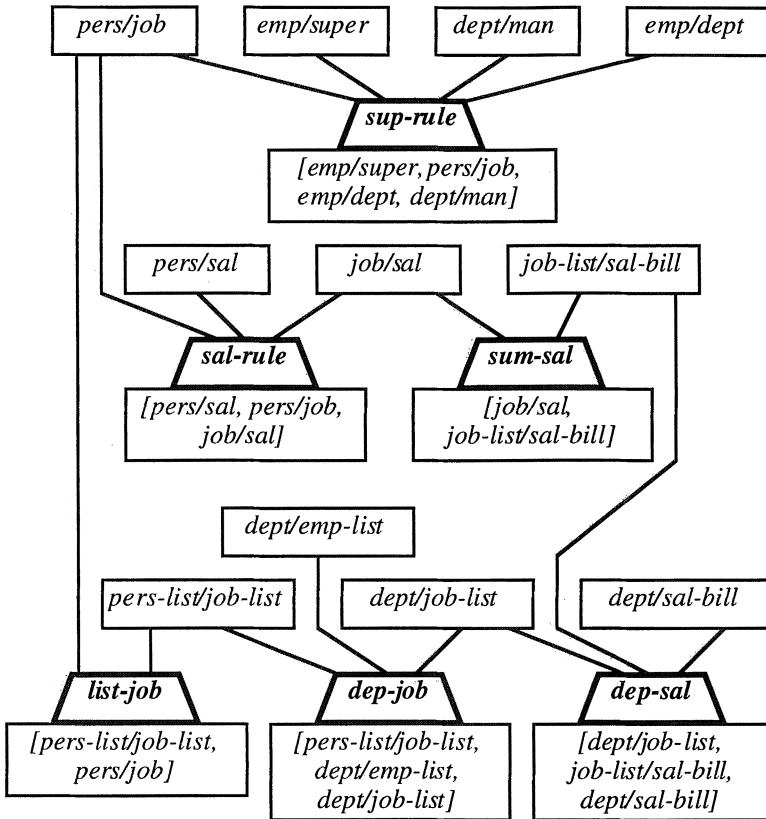 pers/job
emp/super
dept/man
emp/dept
sup-rule
[emp/super, pers/job,
emp/dept, dept/man]
pers/sal
job/sal
job-list/sal-bill
sal-rule
sum-sal
[pers/sal, pers/job,
job/sal]
[job/sal,
job-list/sal-bill]
dept/emp-list
pers-list/job-list
dept/job-list
dept/sal-bill
list-job
dep-job
dep-sal
[pers-list/job-list,
pers/job]
[pers-list/job-list,
dept/emp-list,
dept/job-list]
[dept/job-list,
job-list/sal-bill,
dept/sal-bill]